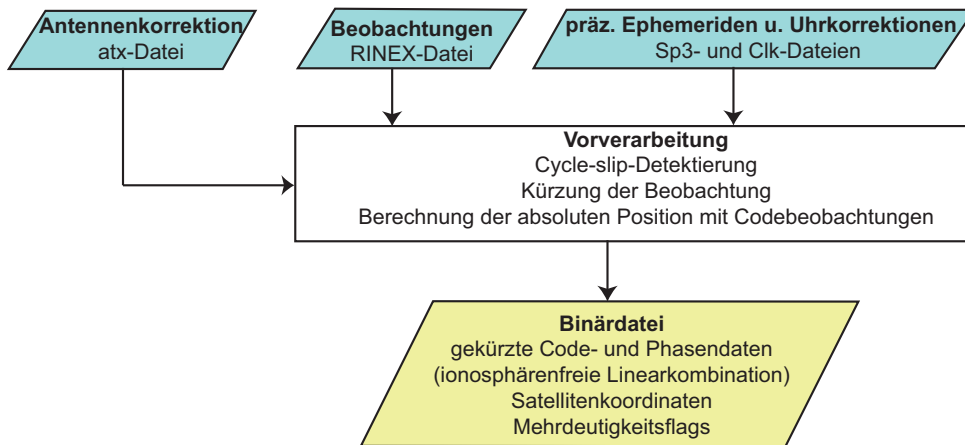 Antennenkorrektion
atx-Datei
Beobachtungen
RINEX-Datei
präz. Ephemeriden u. Uhrkorrektionen
Sp3- und Clk-Dateien
Vorverarbeitung
Cycle-slip-Detektierung
Kürzung der Beobachtung
Berechnung der absoluten Position mit Codebeobachtungen
Binärdatei
gekürzte Code- und Phasendaten
(ionosphärenfreie Linearkombination)
Satellitenkoordinaten
Mehrdeutigkeitsflags